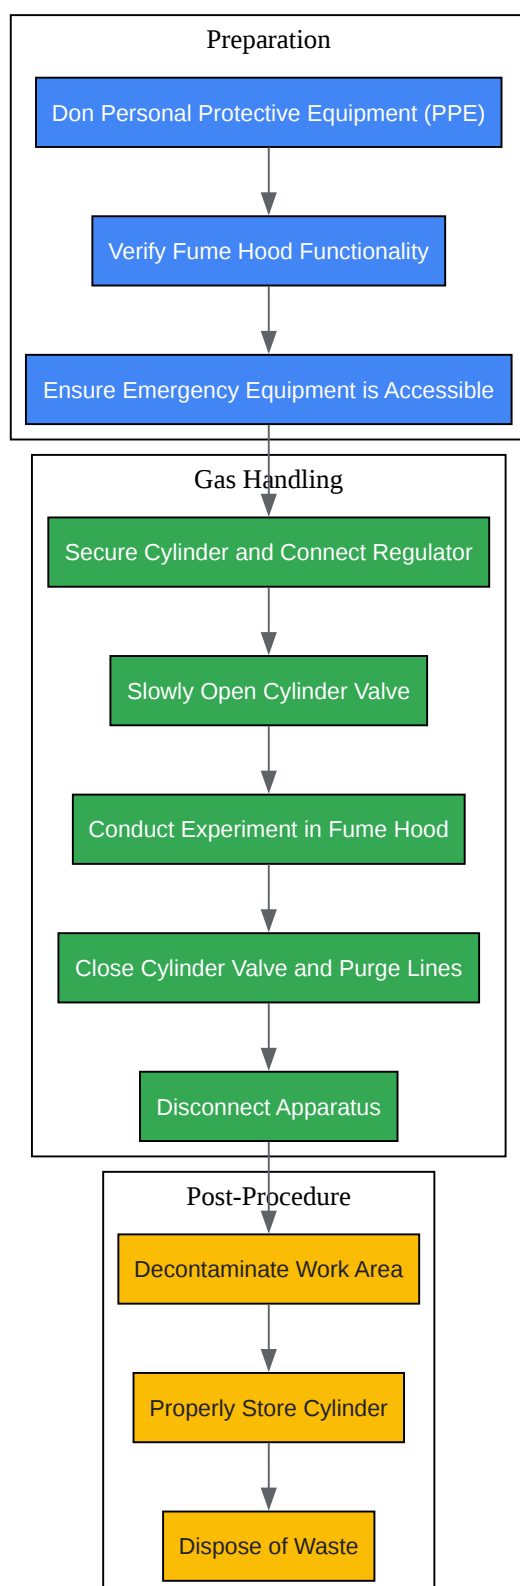 Preparation
Don Personal Protective Equipment (PPE)
Verify Fume Hood Functionality
Ensure Emergency Equipment is Accessible
Gas Handling
Secure Cylinder and Connect Regulator
Slowly Open Cylinder Valve
Conduct Experiment in Fume Hood
Close Cylinder Valve and Purge Lines
Disconnect Apparatus
Post-Procedure
Decontaminate Work Area
Properly Store Cylinder
Dispose of Waste